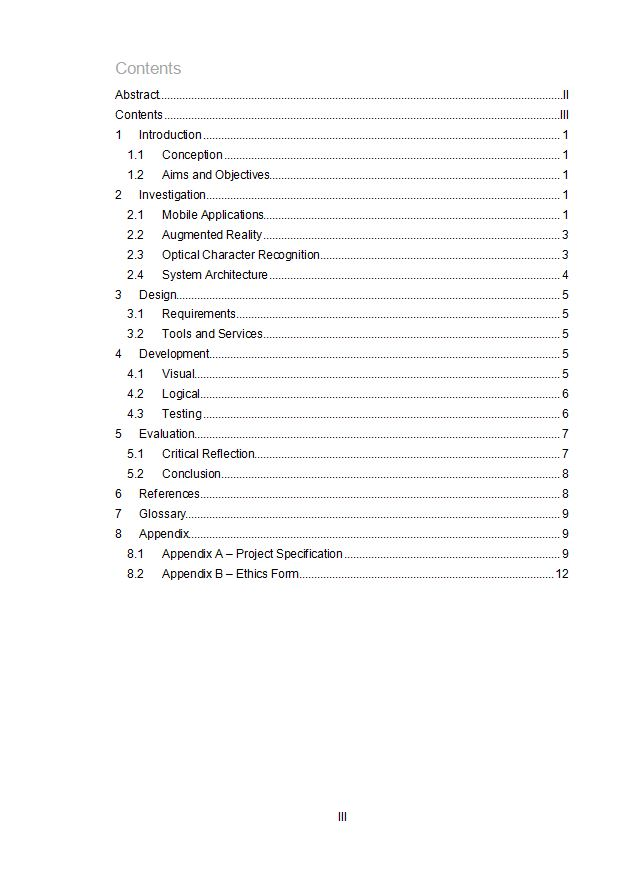 Contents
Abstract....................II
Contents....................III
1 Introduction....................1
1.1 Conception....................1
1.2 Aims and Objectives....................1
2 Investigation....................1
2.1 Mobile Applications....................1
2.2 Augmented Reality....................3
2.3 Optical Character Recognition....................3
2.4 System Architecture....................4
3 Design....................5
3.1 Requirements....................5
3.2 Tools and Services....................5
4 Development....................5
4.1 Visual....................5
4.2 Logical....................6
4.3 Testing....................6
5 Evaluation....................7
5.1 Critical Reflection....................7
5.2 Conclusion....................8
6 References....................8
7 Glossary....................9
8 Appendix....................9
8.1 Appendix A – Project Specification....................9
8.2 Appendix B – Ethics Form....................12
III